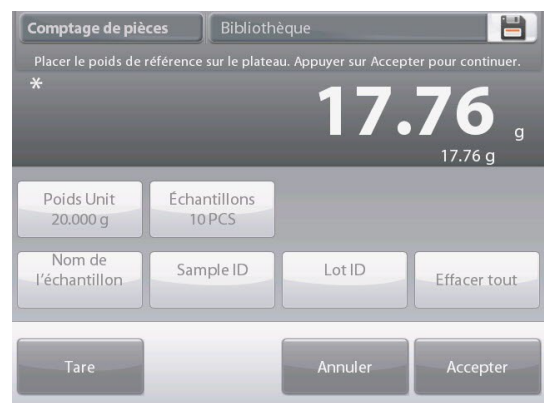 Comptage de pièces
Bibliothèque
Placer le poids de référence sur le plateau. Appuyer sur Accepter pour continuer.
*
17.76 g
17.76 g
Poids Unit
20.000 g
Échantillons
10 PCS
Nom de
l'échantillon
Sample ID
Lot ID
Effacer tout
Tare
Annuler
Accepter